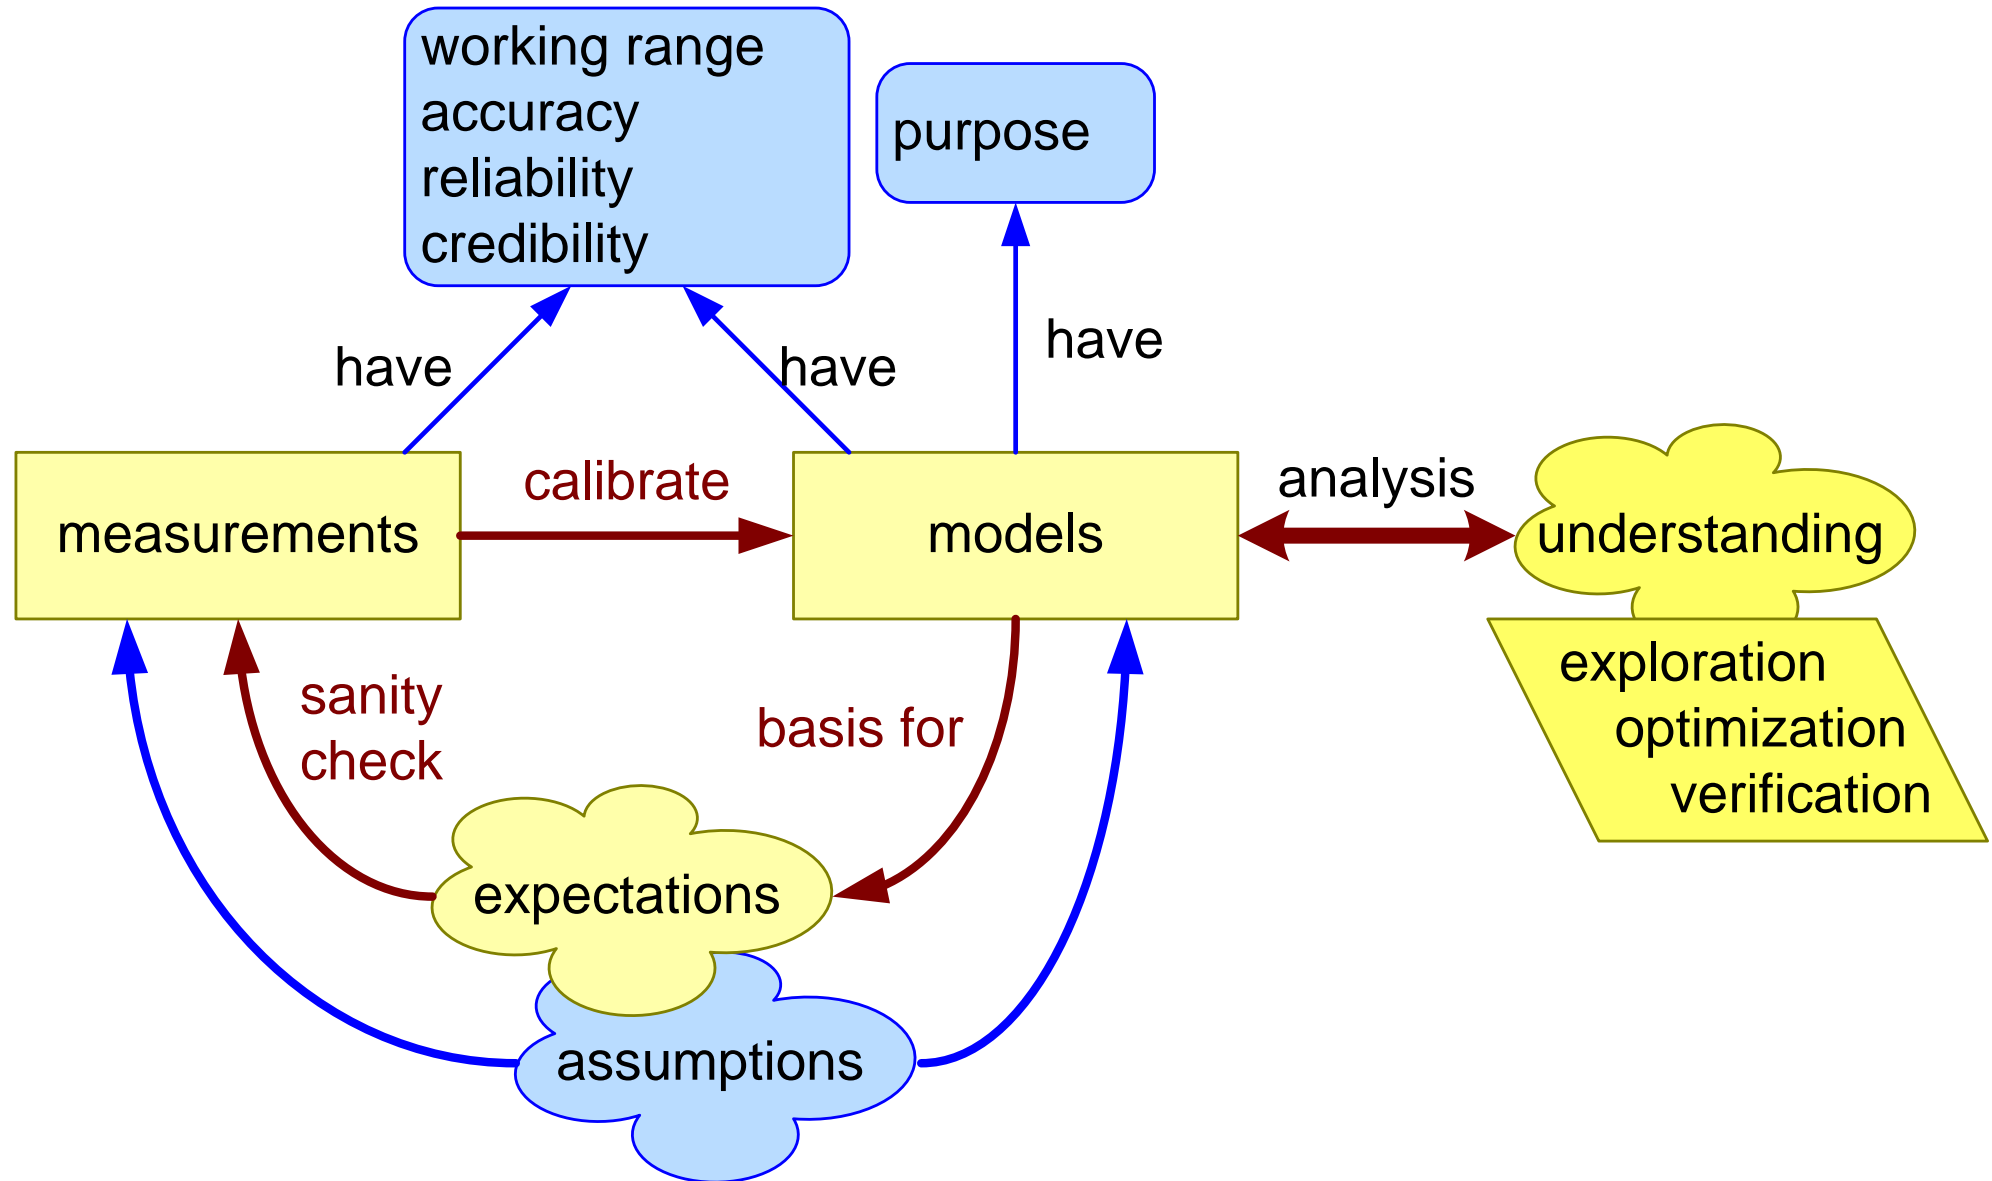 working range
accuracy
reliability
credibility
purpose
have
have
have
measurements
calibrate
models
analysis
understanding
exploration
optimization
verification
sanity
check
basis for
expectations
assumptions